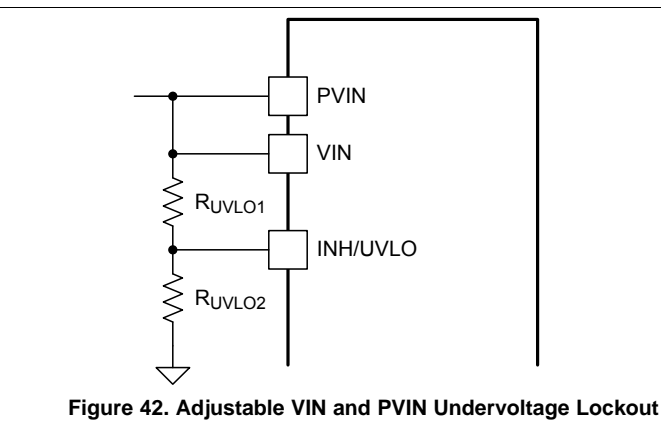 PVIN
VIN
RUVLO1
INH/UVLO
RUVLO2
Figure 42. Adjustable VIN and PVIN Undervoltage Lockout